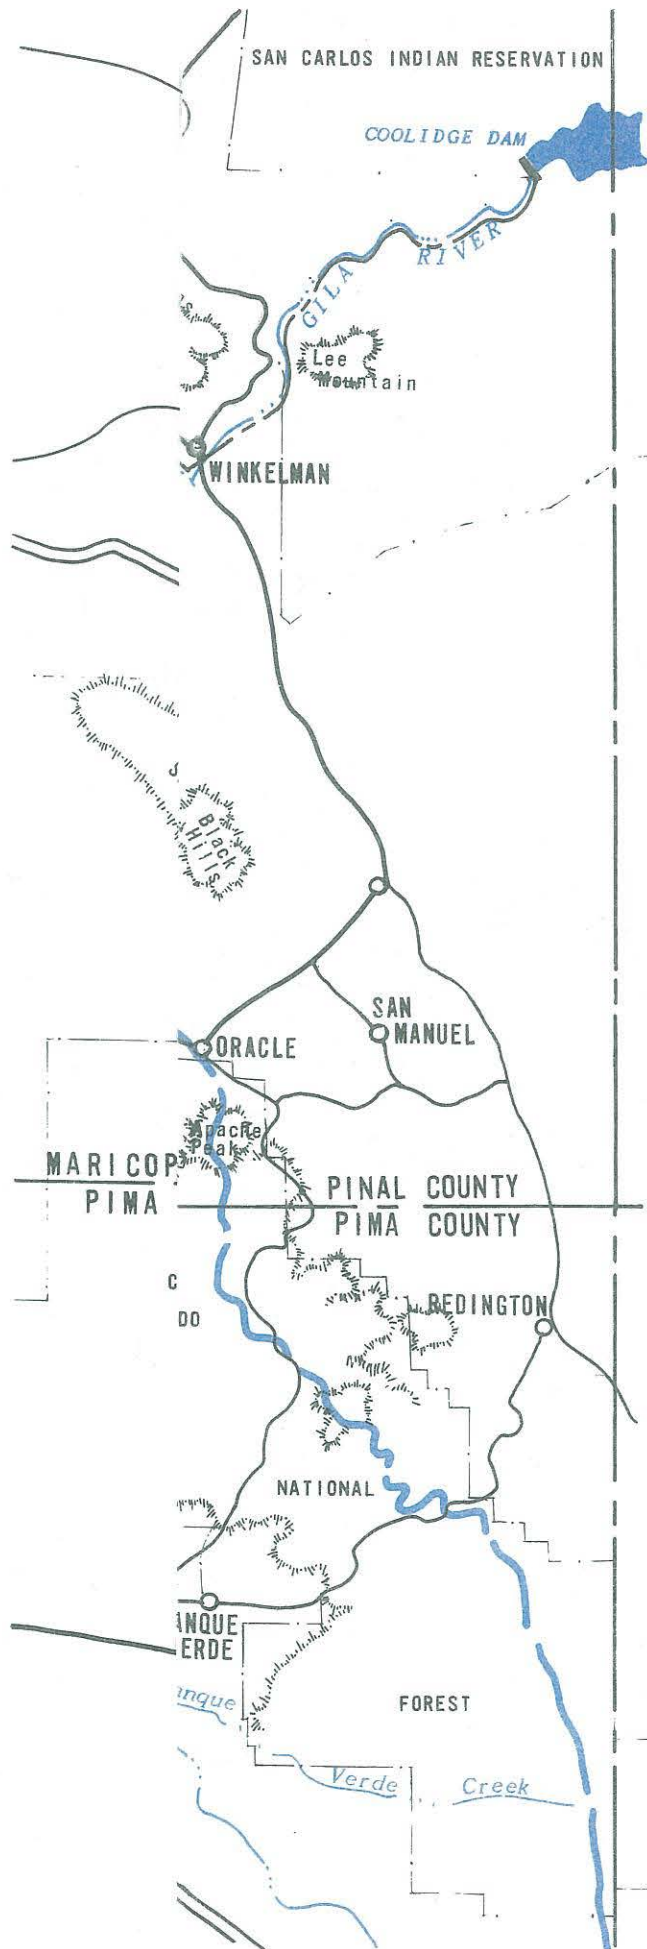 SAN CARLOS INDIAN RESERVATION
COOLIDGE DAM
GILA RIVER
Lee
Mountain
WINKELMAN
Black
Hills
SAN
MANUEL
ORACLE
Apache
Peak
MARICOP
PIMA
PINAL COUNTY
PIMA COUNTY
C
DO
REDINGTON
NATIONAL
ANQUE
ERDE
anque
FOREST
Verde Creek